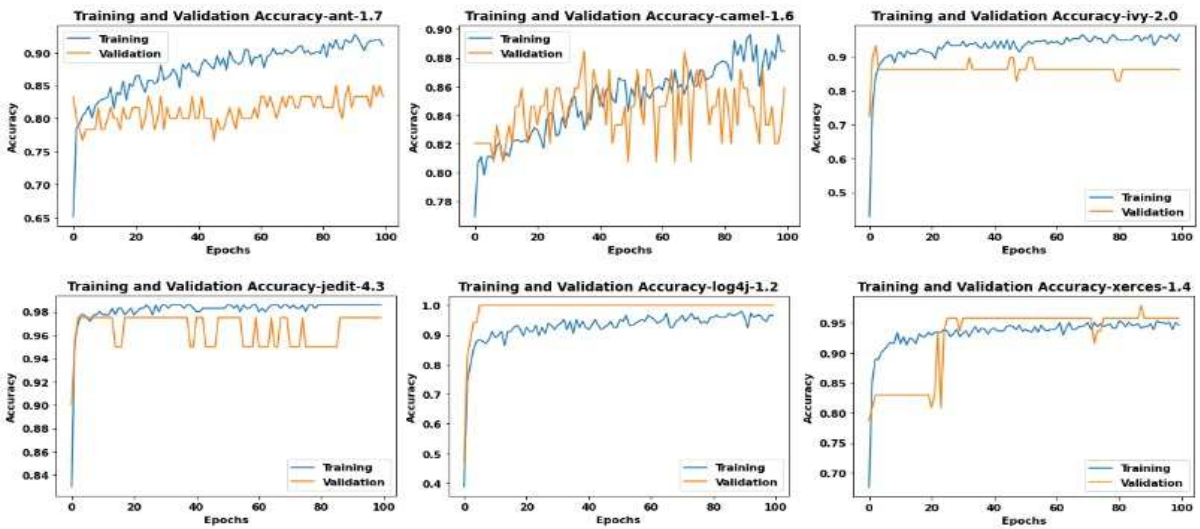 Training and Validation Accuracy-ant-1.7
Training
Validation
0.90
0.85
0.80
0.75
0.70
0.65
Accuracy
0
20
40
60
80
100
Epochs
Training and Validation Accuracy-camel-1.6
Training
Validation
0.90
0.88
0.86
0.84
0.82
0.80
0.78
Accuracy
0
20
40
60
80
100
Epochs
Training and Validation Accuracy-ivy-2.0
0.9
0.8
0.7
0.6
0.5
Accuracy
Training
Validation
0
20
40
60
80
100
Epochs
Training and Validation Accuracy-jedit-4.3
0.98
0.96
0.94
0.92
0.90
0.88
0.86
0.84
Accuracy
Training
Validation
0
20
40
60
80
100
Epochs
Training and Validation Accuracy-log4j-1.2
1.0
0.9
0.8
0.7
0.6
0.5
0.4
Accuracy
Training
Validation
0
20
40
60
80
100
Epochs
Training and Validation Accuracy-xerces-1.4
0.95
0.90
0.85
0.80
0.75
0.70
Accuracy
Training
Validation
0
20
40
60
80
100
Epochs